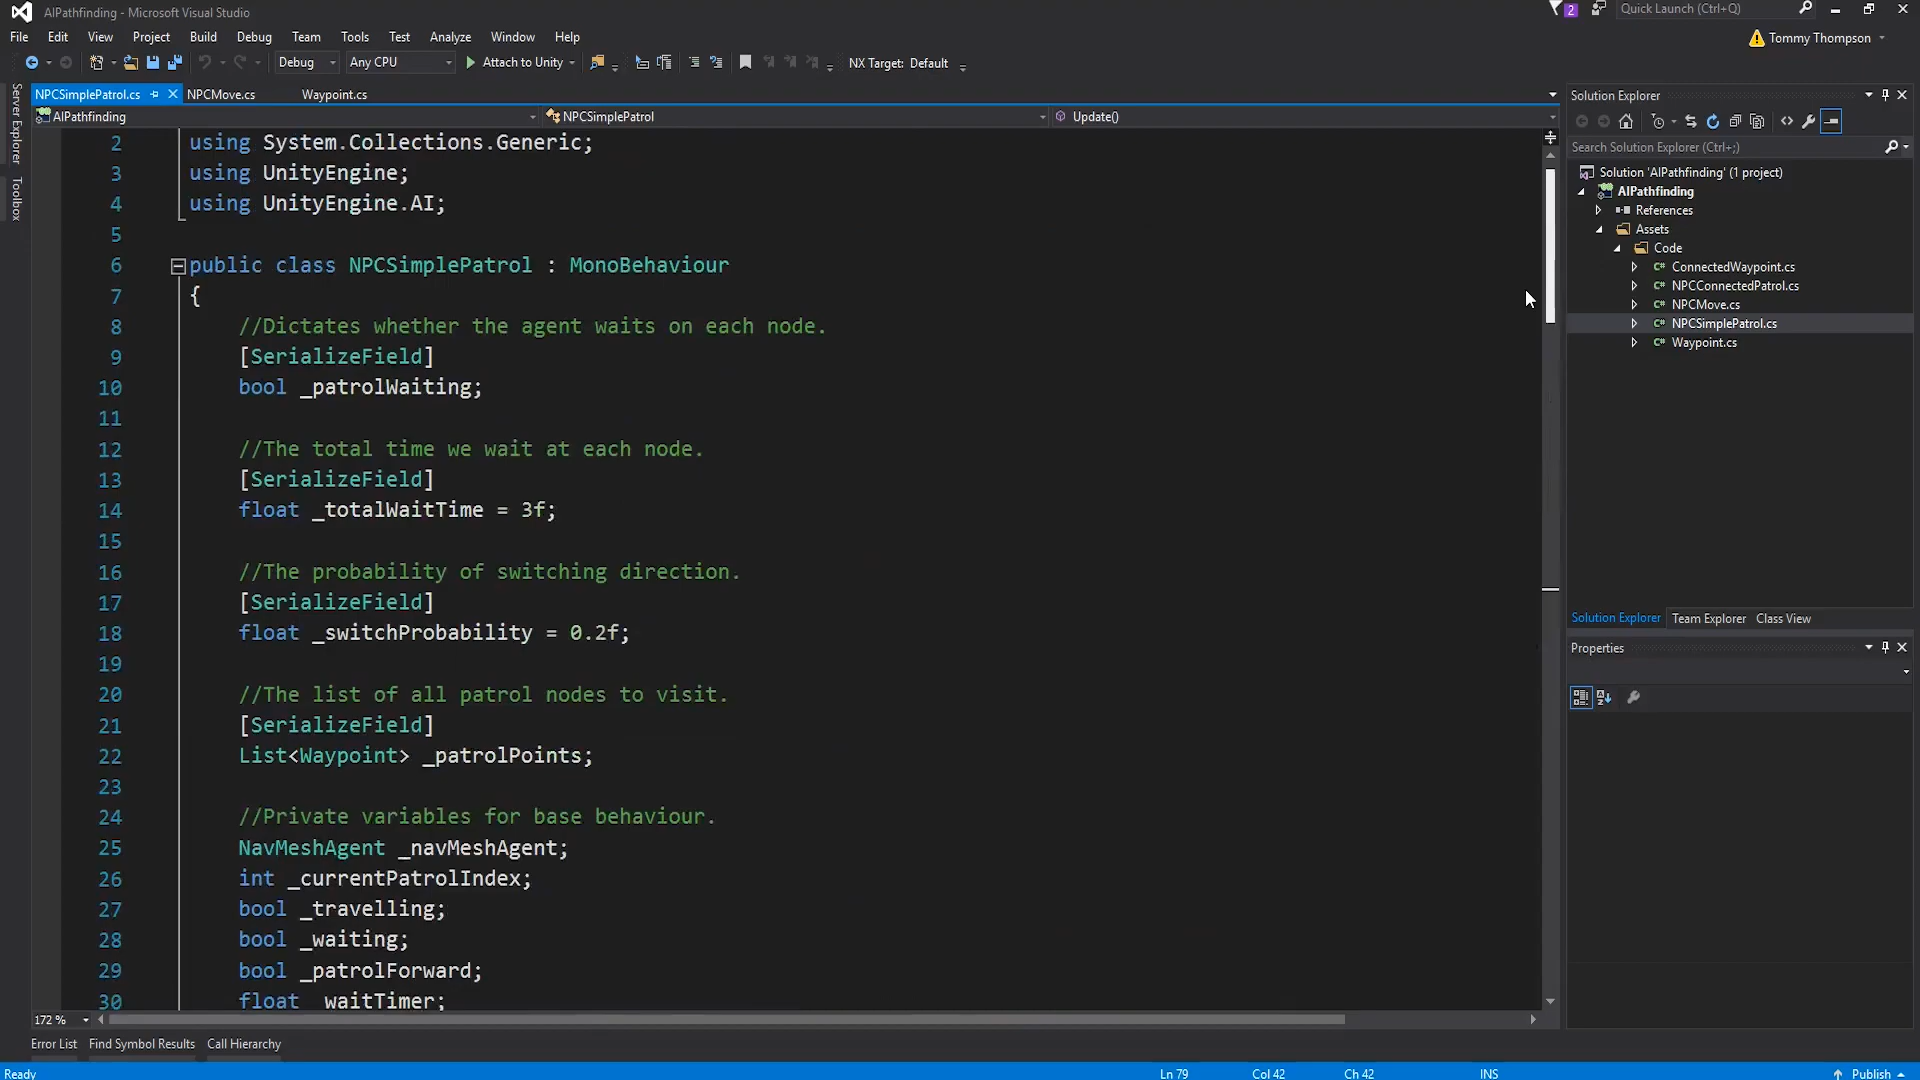 AIPathfinding - Microsoft Visual Studio
2
Quick Launch (Ctrl+Q)
File Edit View Project Build Debug Team Tools Test Analyze Window Help
Tommy Thompson
Debug Any CPU Attach to Unity NX Target: Default
Server Explorer
Toolbox
NPCSimplePatrol.cs NPCMove.cs Waypoint.cs
AIPathfinding NPCSimplePatrol Update()
2 using System.Collections.Generic;
3 using UnityEngine;
4 using UnityEngine.AI;
5
6 public class NPCSimplePatrol : MonoBehaviour
7 {
8 //Dictates whether the agent waits on each node.
9 [SerializeField]
10 bool _patrolWaiting;
11
12 //The total time we wait at each node.
13 [SerializeField]
14 float _totalWaitTime = 3f;
15
16 //The probability of switching direction.
17 [SerializeField]
18 float _switchProbability = 0.2f;
19
20 //The list of all patrol nodes to visit.
21 [SerializeField]
22 List<Waypoint> _patrolPoints;
23
24 //Private variables for base behaviour.
25 NavMeshAgent _navMeshAgent;
26 int _currentPatrolIndex;
27 bool _travelling;
28 bool _waiting;
29 bool _patrolForward;
30 float _waitTimer;
172 %
Solution Explorer
Search Solution Explorer (Ctrl+;)
Solution 'AIPathfinding' (1 project)
AIPathfinding
References
Assets
Code
C# ConnectedWaypoint.cs
C# NPCConnectedPatrol.cs
C# NPCMove.cs
C# NPCSimplePatrol.cs
C# Waypoint.cs
Solution Explorer Team Explorer Class View
Properties
Error List Find Symbol Results Call Hierarchy
Ready Ln 79 Col 42 Ch 42 INS Publish